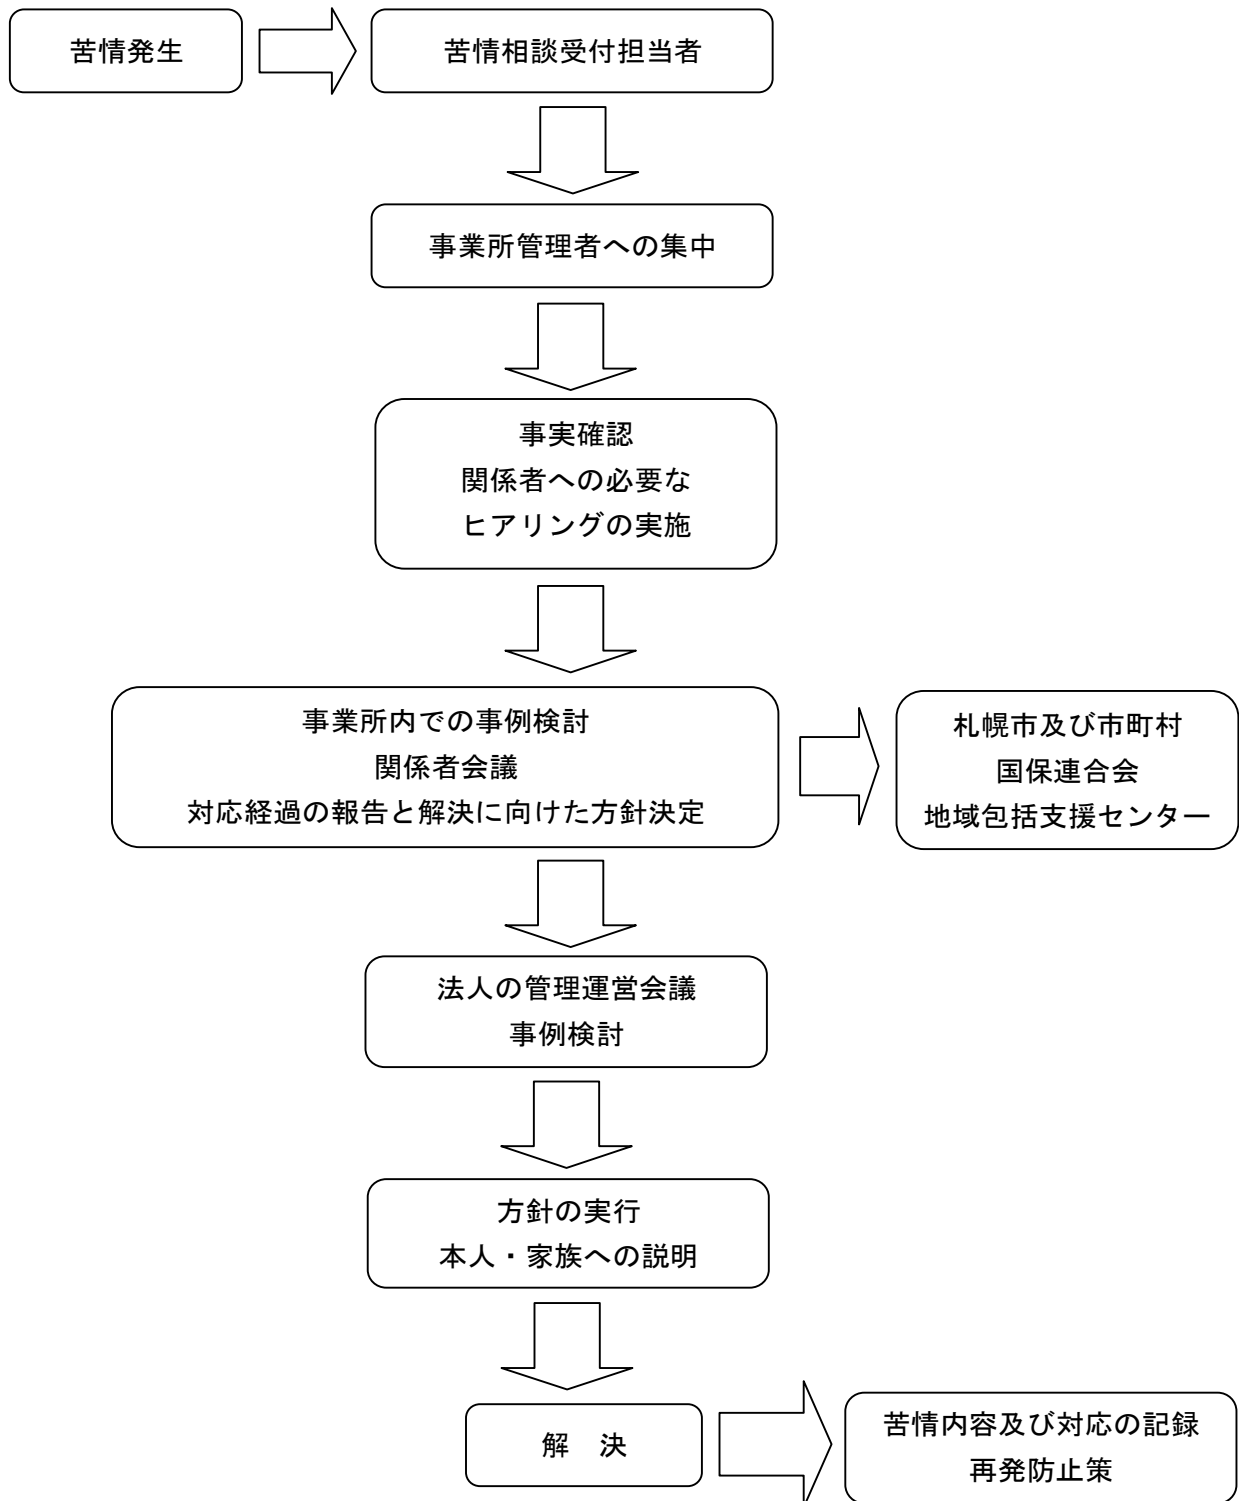 苦情発生
苦情相談受付担当者
事業所管理者への集中
事実確認
関係者への必要な
ヒアリングの実施
事業所内での事例検討
関係者会議
対応経過の報告と解決に向けた方針決定
札幌市及び市町村
国保連合会
地域包括支援センター
法人の管理運営会議
事例検討
方針の実行
本人・家族への説明
解　決
苦情内容及び対応の記録
再発防止策